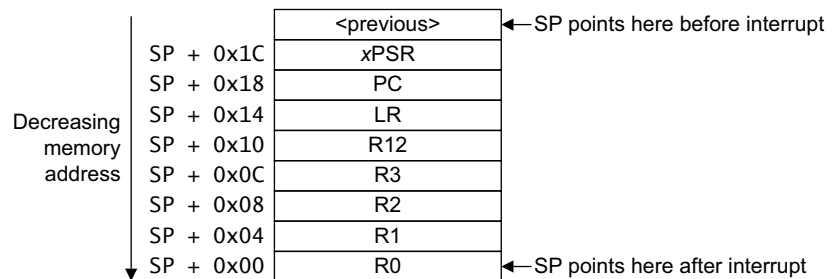 <previous> SP points here before interrupt
SP + 0x1C xPSR
SP + 0x18 PC
SP + 0x14 LR
Decreasing memory address
SP + 0x10 R12
SP + 0x0C R3
SP + 0x08 R2
SP + 0x04 R1
SP + 0x00 R0 SP points here after interrupt